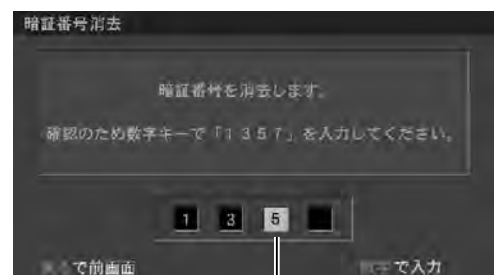 暗証番号消去
暗証番号を消去します。
確認のため数字キーで「1357」を入力してください。
1 3 5
で前画面
で入力